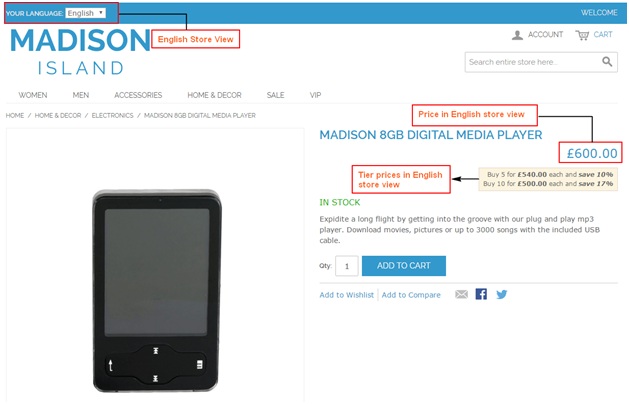 YOUR LANGUAGE: English
WELCOME
MADISON
ISLAND
English Store View
ACCOUNT
CART
Search entire store here...
WOMEN MEN ACCESSORIES HOME & DECOR SALE VIP
HOME / HOME & DECOR / ELECTRONICS / MADISON 8GB DIGITAL MEDIA PLAYER
Price in English store view
MADISON 8GB DIGITAL MEDIA PLAYER
£600.00
Tier prices in English
store view
Buy 5 for £540.00 each and save 10%
Buy 10 for £500.00 each and save 17%
IN STOCK
Expidite a long flight by getting into the groove with our plug and play mp3
player. Download movies, pictures or up to 3000 songs with the included USB
cable.
Qty: 1 ADD TO CART
Add to Wishlist Add to Compare